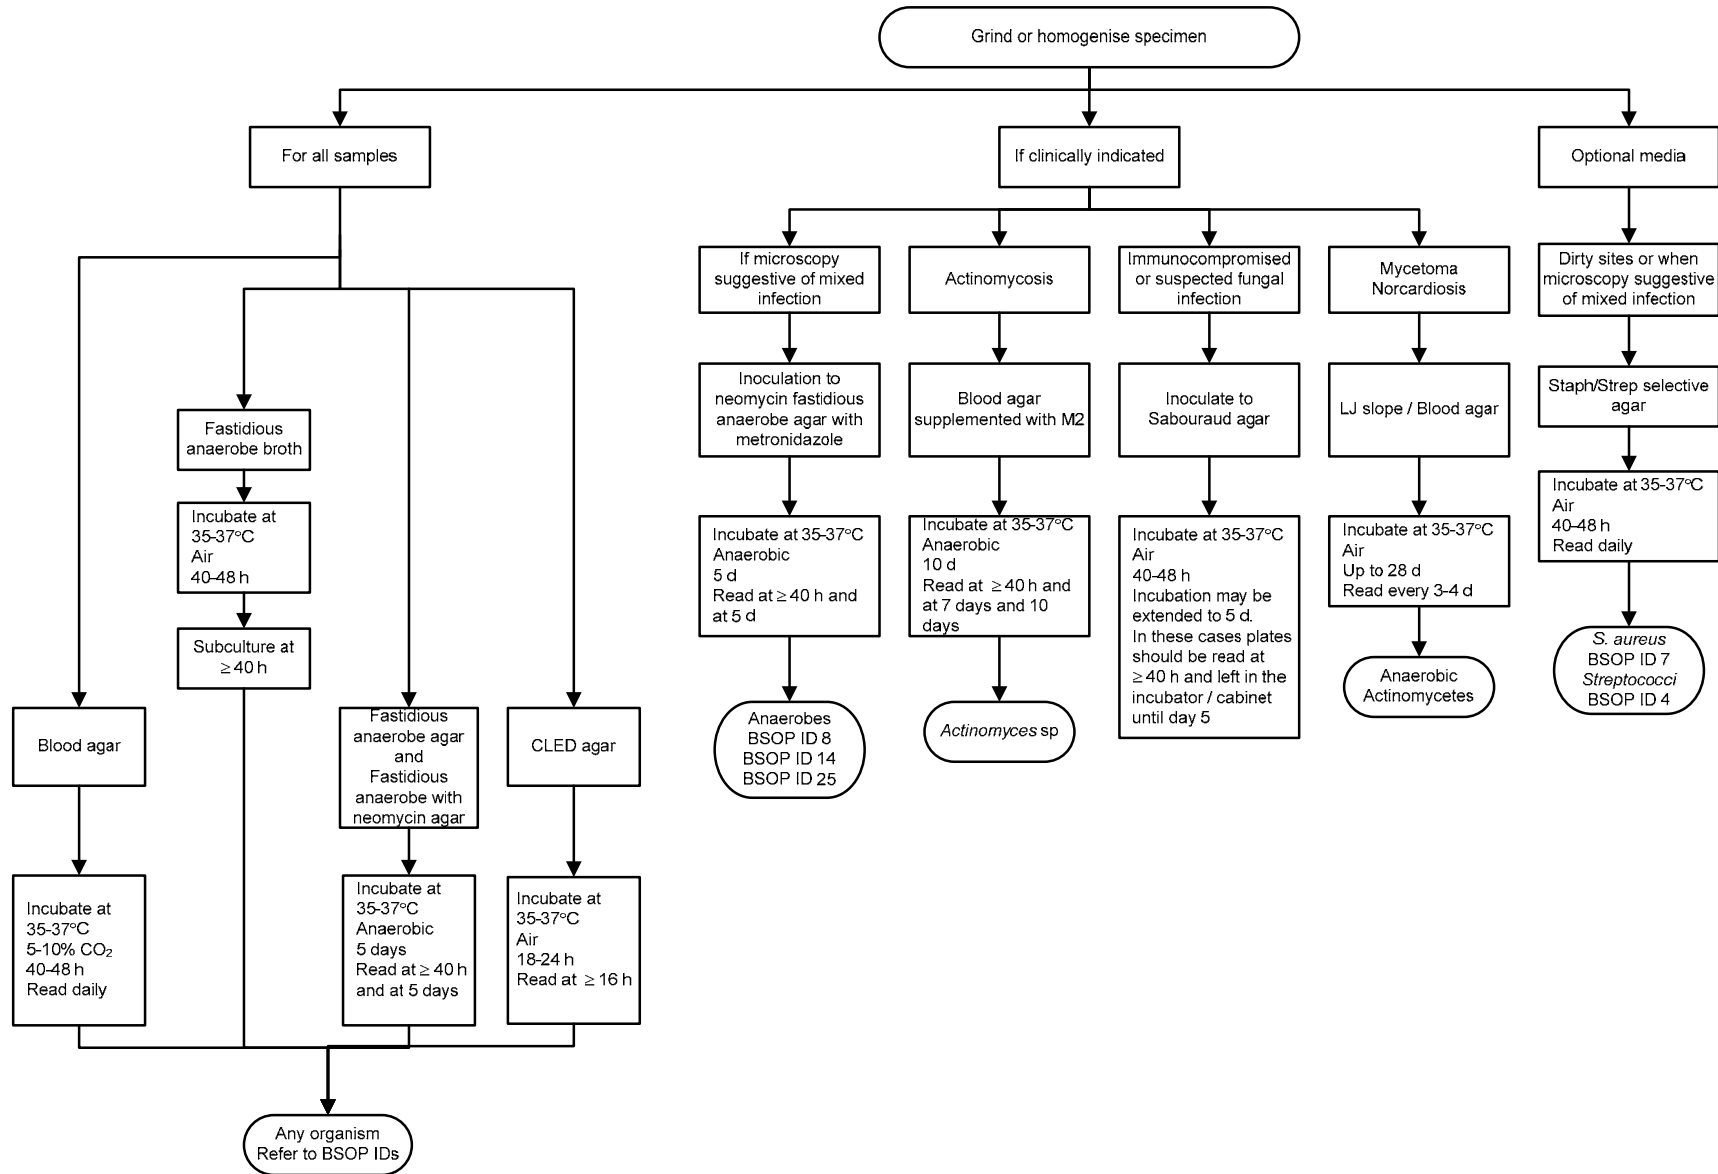 Grind or homogenise specimen
For all samples
If clinically indicated
Optional media
If microscopy
suggestive of mixed
infection
Actinomycosis
Immunocompromised
or suspected fungal
infection
Mycetoma
Norcardiosis
Dirty sites or when
microscopy suggestive
of mixed infection
Inoculation to
neomycin fastidious
anaerobe agar with
metronidazole
Blood agar
supplemented with M2
Inoculate to
Sabouraud agar
LJ slope / Blood agar
Staph/Strep selective
agar
Fastidious
anaerobe broth
Incubate at
35-37°C
Air
40-48 h
Subculture at
≥ 40 h
Incubate at 35-37°C
Anaerobic
5 d
Read at ≥ 40 h and
at 5 d
Incubate at 35-37°C
Anaerobic
10 d
Read at ≥ 40 h and
at 7 days and 10
days
Incubate at 35-37°C
Air
40-48 h
Incubation may be
extended to 5 d.
In these cases plates
should be read at
≥ 40 h and left in the
incubator / cabinet
until day 5
Incubate at 35-37°C
Air
Up to 28 d
Read every 3-4 d
Incubate at 35-37°C
Air
40-48 h
Read daily
Anaerobes
BSOP ID 8
BSOP ID 14
BSOP ID 25
Actinomyces sp
Anaerobic
Actinomycetes
S. aureus
BSOP ID 7
Streptococci
BSOP ID 4
Blood agar
Fastidious
anaerobe agar
and
Fastidious
anaerobe with
neomycin agar
CLED agar
Incubate at
35-37°C
5-10% CO₂
40-48 h
Read daily
Incubate at
35-37°C
Anaerobic
5 days
Read at ≥ 40 h
and at 5 days
Incubate at
35-37°C
Air
18-24 h
Read at ≥ 16 h
Any organism
Refer to BSOP IDs